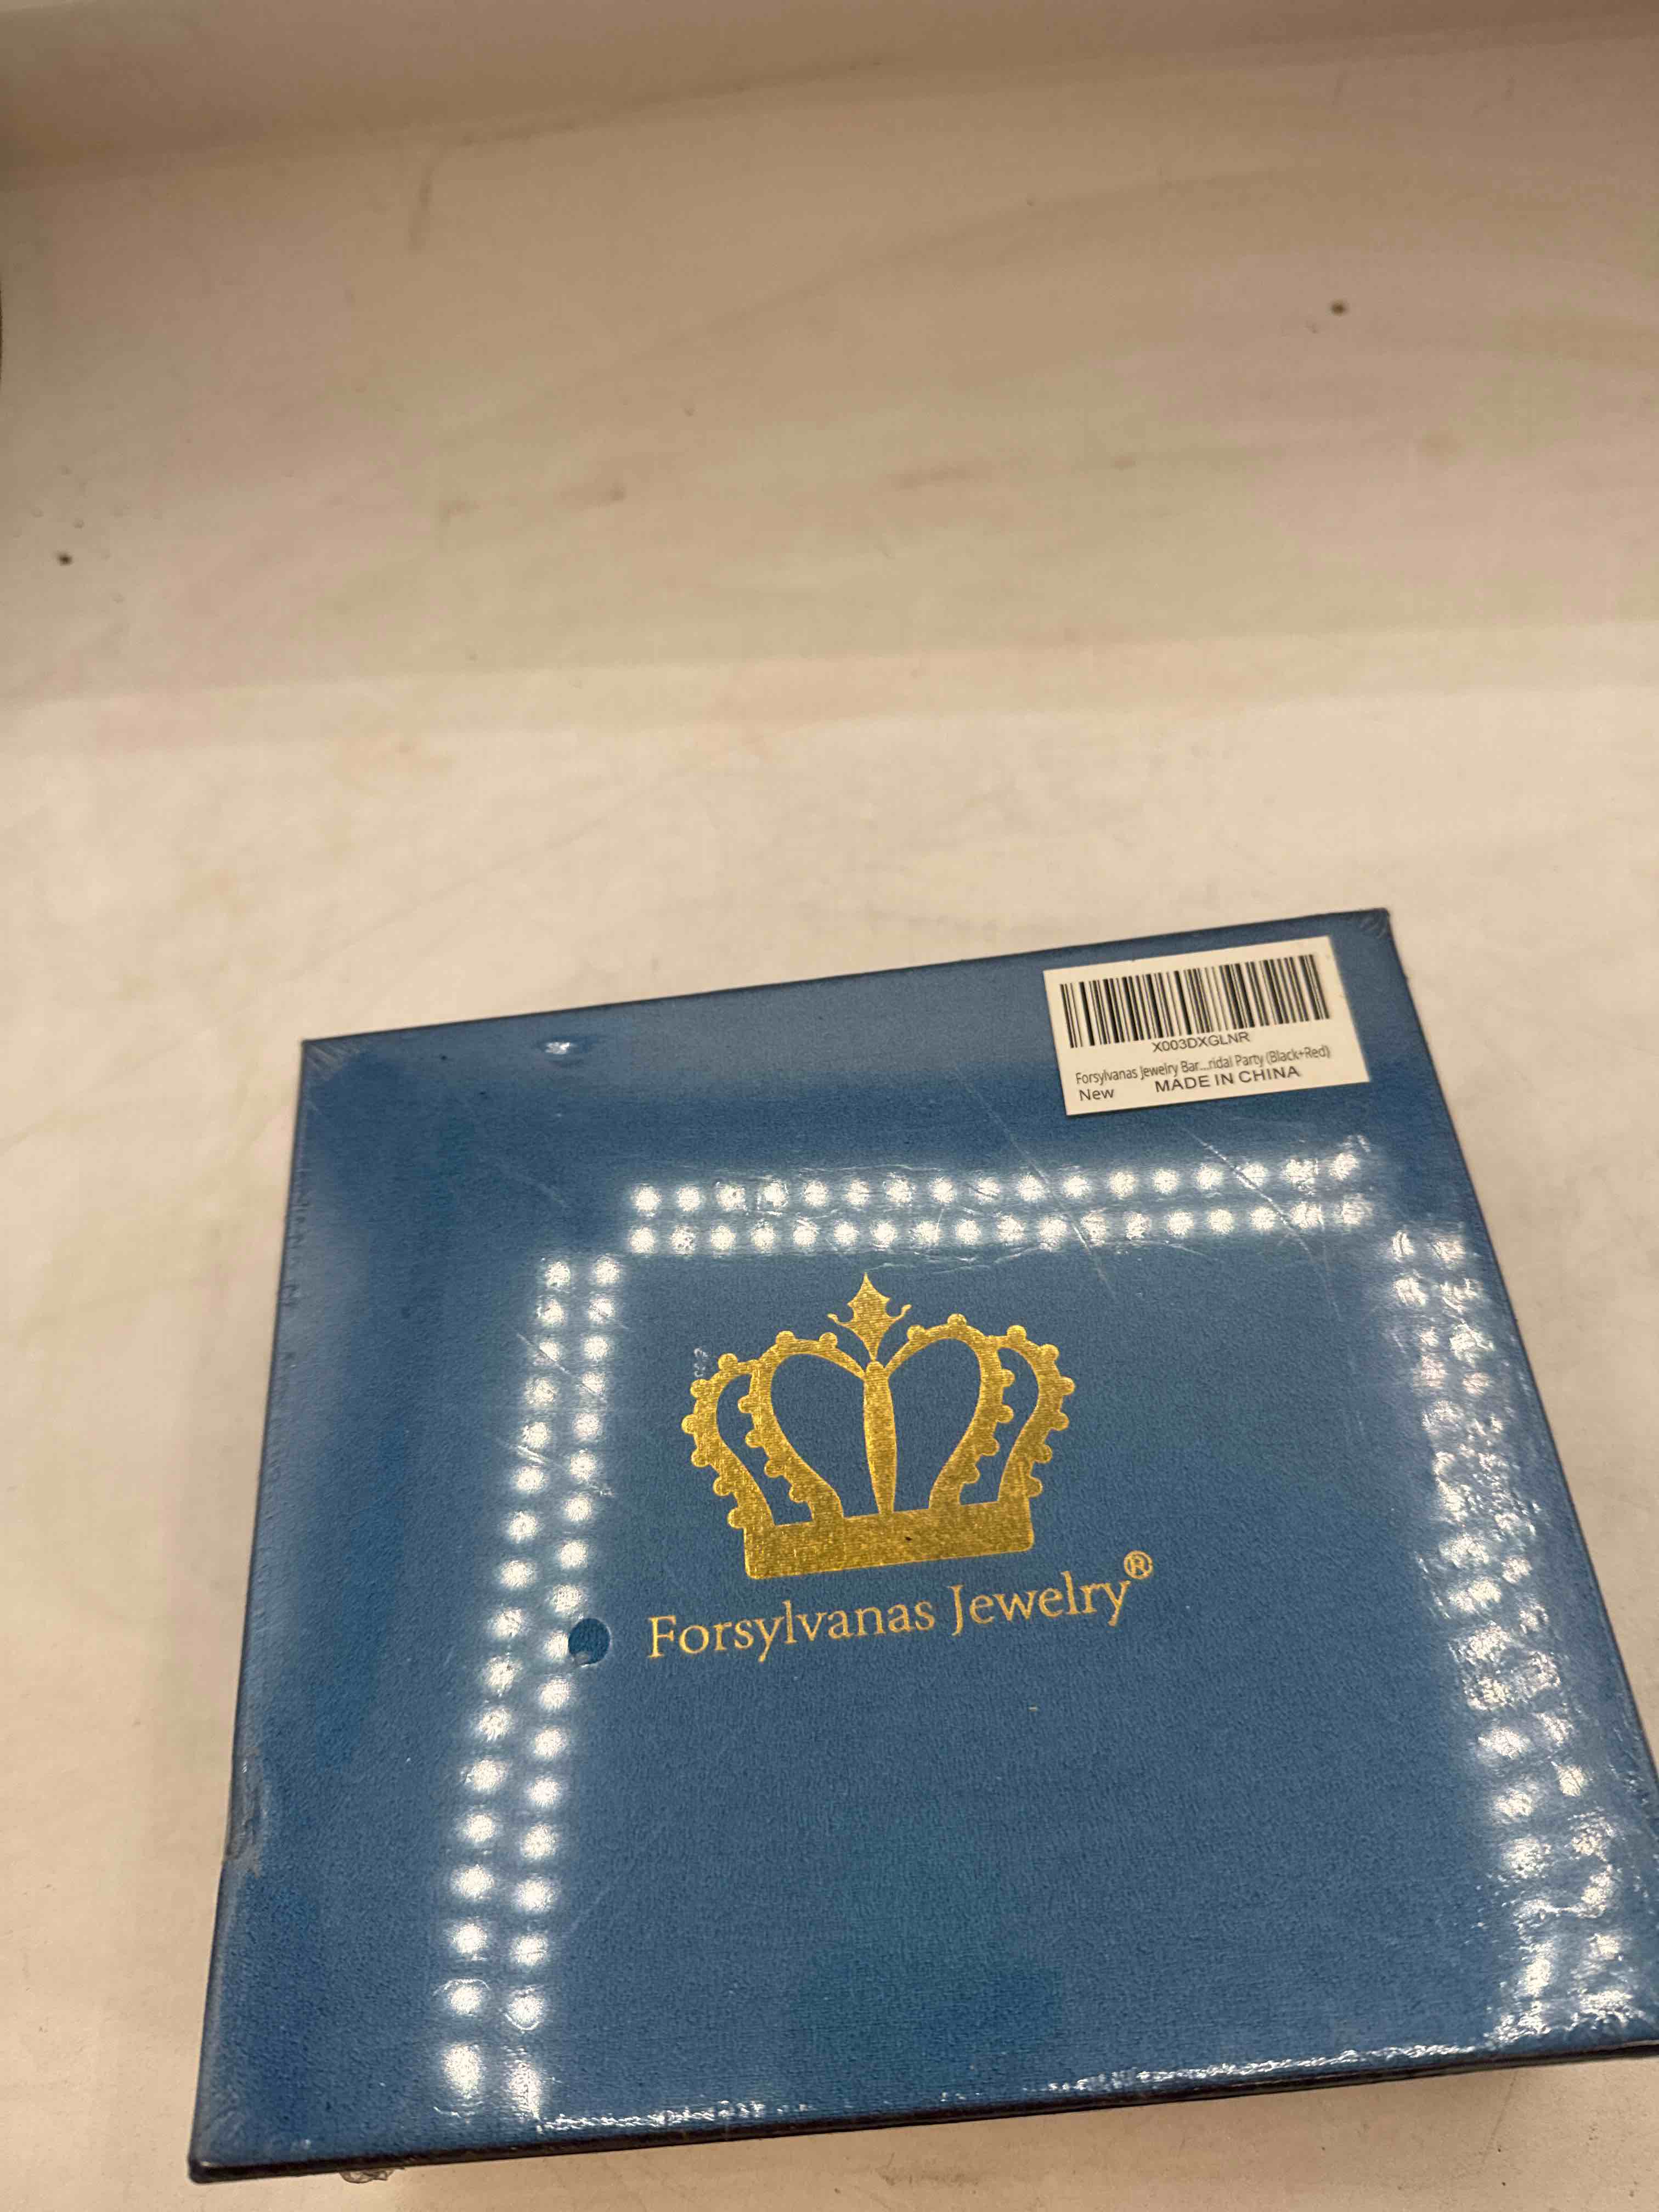 X003DXGLNR
Forsylvanas Jewelry Bar...ridal Party (Black+Red)
New MADE IN CHINA
Forsylvanas Jewelry®